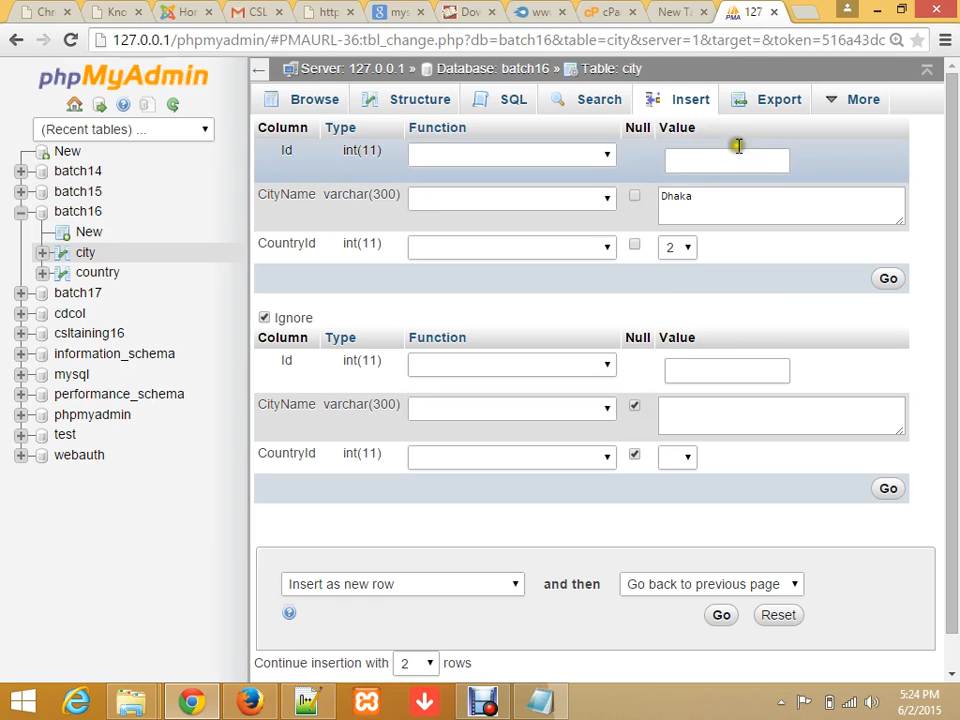 Chr
Kno
Hor
CSL
http
mys
Dov
ww
cPa
New T
127
127.0.0.1/phpmyadmin/#PMAURL-36:tbl_change.php?db=batch16&table=city&server=1&target=&token=516a43dc
phpMyAdmin
(Recent tables) ...
New
batch14
batch15
batch16
New
city
country
batch17
cdcol
csltaining16
information_schema
mysql
performance_schema
phpmyadmin
test
webauth
Server: 127.0.0.1 » Database: batch16 » Table: city
Browse Structure SQL Search Insert Export More
Column Type Function Null Value
Id int(11)
CityName varchar(300) Dhaka
CountryId int(11) 2
Go
Ignore
Column Type Function Null Value
Id int(11)
CityName varchar(300)
CountryId int(11)
Go
Insert as new row and then Go back to previous page
Go Reset
Continue insertion with 2 rows
5:24 PM
6/2/2015